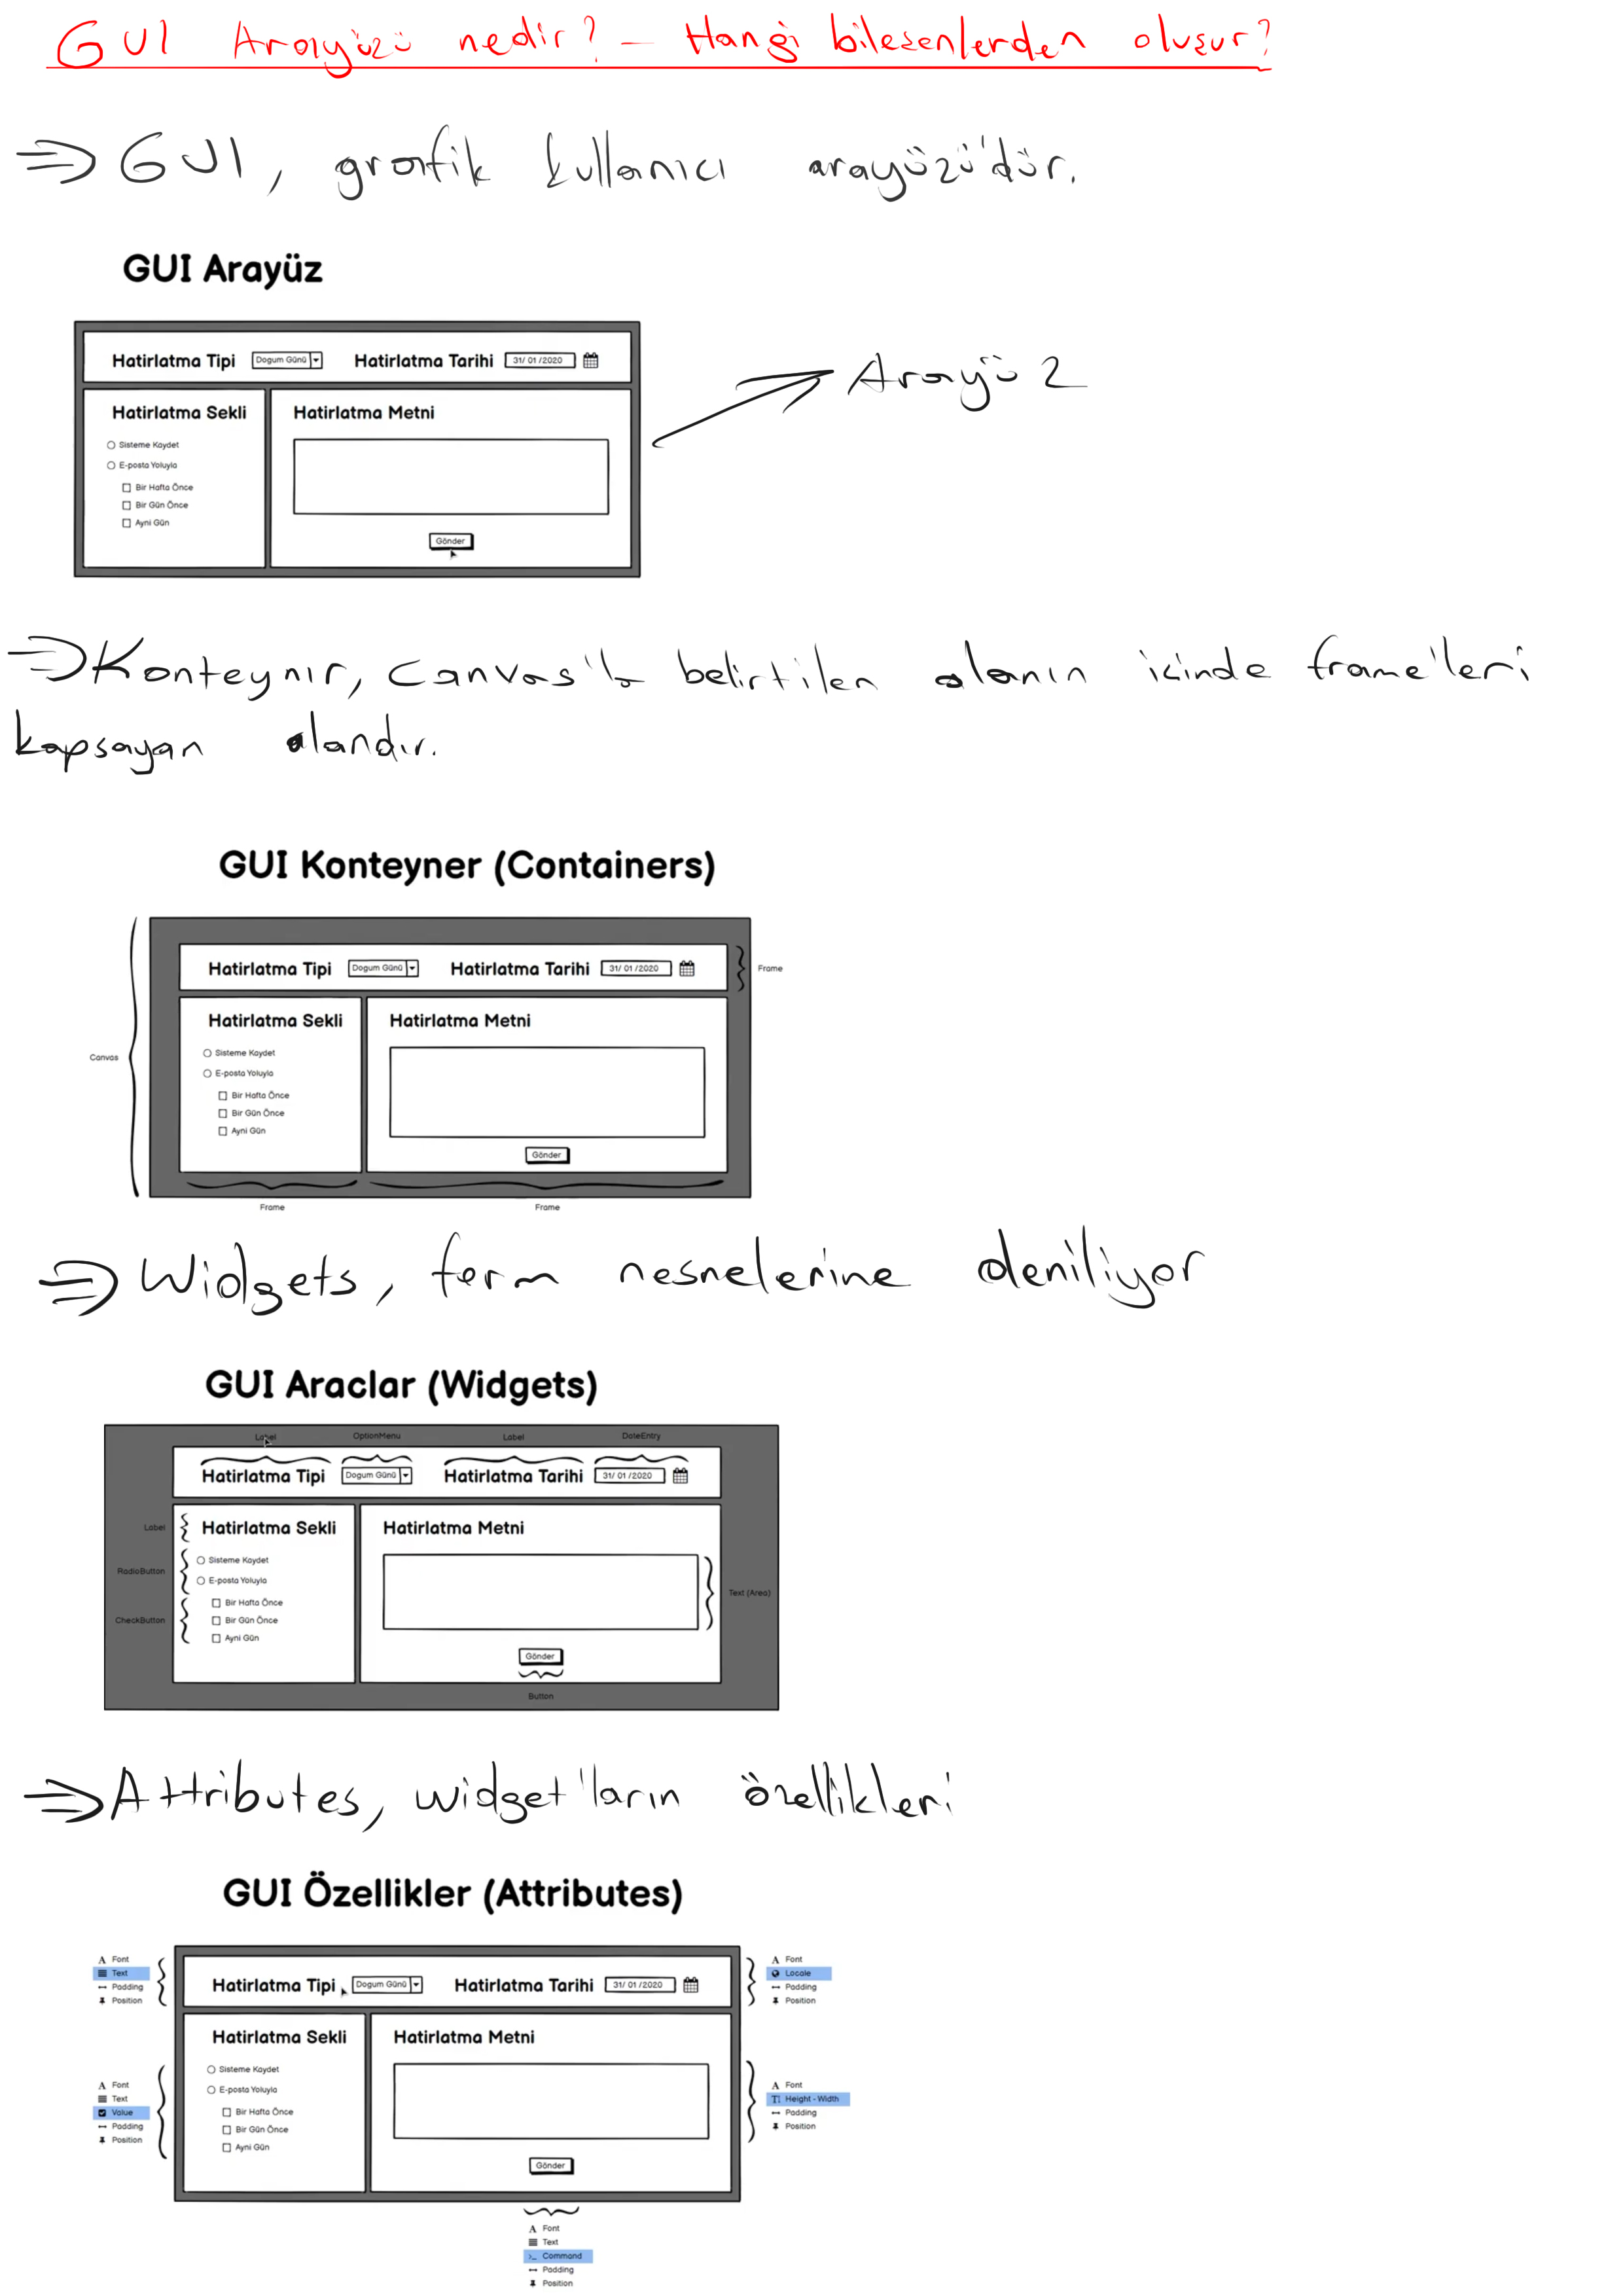 GUI Arayüzü nedir? - Hangi bileşenlerden oluşur?
⇒ GUI, grafik kullanıcı arayüzü'dür.
GUI Arayüz
Hatirlatma Tipi Dogum Günü Hatirlatma Tarihi 31/ 01 /2020
Hatirlatma Sekli Hatirlatma Metni
Sisteme Kaydet
E-posta Yoluyla
Bir Hafta Önce
Bir Gün Önce
Ayni Gün
Gönder
Arayüz
⇒ Konteynır, canvas'la belirtilen alanın içinde frame'leri
kapsayan alandır.
GUI Konteyner (Containers)
Hatirlatma Tipi Dogum Günü Hatirlatma Tarihi 31/ 01 /2020
Frame
Hatirlatma Sekli Hatirlatma Metni
Sisteme Kaydet
Canvas
E-posta Yoluyla
Bir Hafta Önce
Bir Gün Önce
Ayni Gün
Gönder
Frame Frame
⇒ Widgets, form nesnelerine deniliyor
GUI Araclar (Widgets)
Label OptionMenu Label DateEntry
Hatirlatma Tipi Dogum Günü Hatirlatma Tarihi 31/ 01 /2020
Label Hatirlatma Sekli Hatirlatma Metni
Sisteme Kaydet
RadioButton
E-posta Yoluyla
Text (Area)
Bir Hafta Önce
CheckButton Bir Gün Önce
Ayni Gün
Gönder
Button
⇒ Attributes, widget'ların özellikleri
GUI Özellikler (Attributes)
Font
Text
Padding
Position
Hatirlatma Tipi Dogum Günü Hatirlatma Tarihi 31/ 01 /2020
Font
Locale
Padding
Position
Hatirlatma Sekli Hatirlatma Metni
Sisteme Kaydet
E-posta Yoluyla
Bir Hafta Önce
Bir Gün Önce
Ayni Gün
Font
Text
Value
Padding
Position
Font
Height - Width
Padding
Position
Gönder
Font
Text
Command
Padding
Position